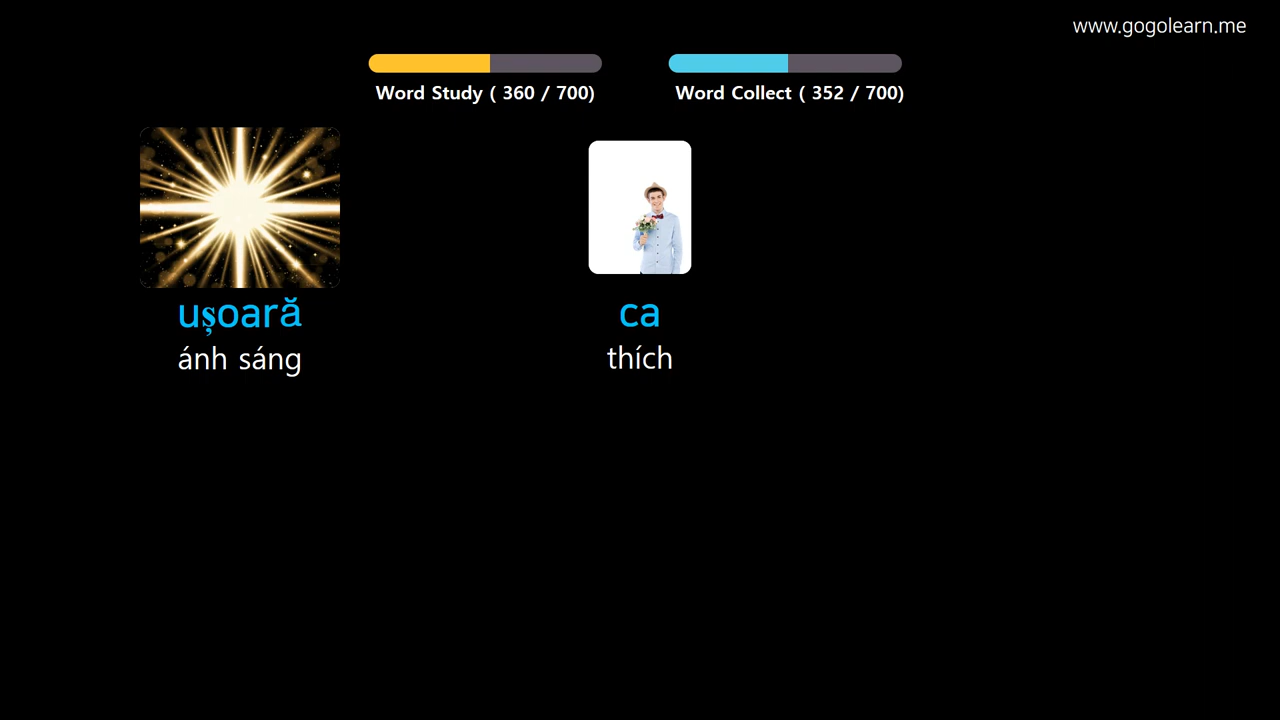 www.gogolearn.me
Word Study ( 360 / 700)
Word Collect ( 352 / 700)
ușoară
ca
ánh sáng
thích